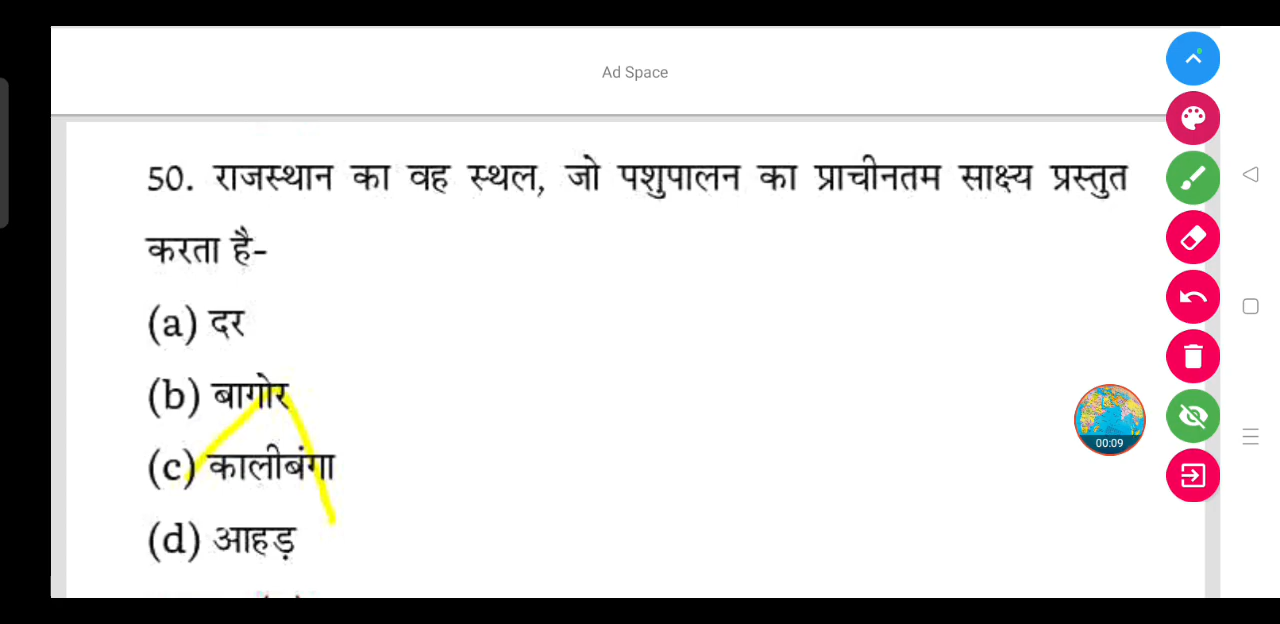 Ad Space
50. राजस्थान का वह स्थल, जो पशुपालन का प्राचीनतम साक्ष्य प्रस्तुत
करता है-
(a) दर
(b) बागोर
(c) कालीबंगा
(d) आहड़
00:09